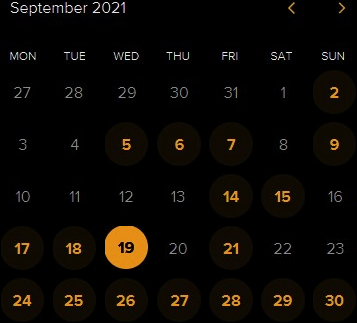 September 2021
MON TUE WED THU FRI SAT SUN
27 28 29 30 31 1 2
3 4 5 6 7 8 9
10 11 12 13 14 15 16
17 18 19 20 21 22 23
24 25 26 27 28 29 30